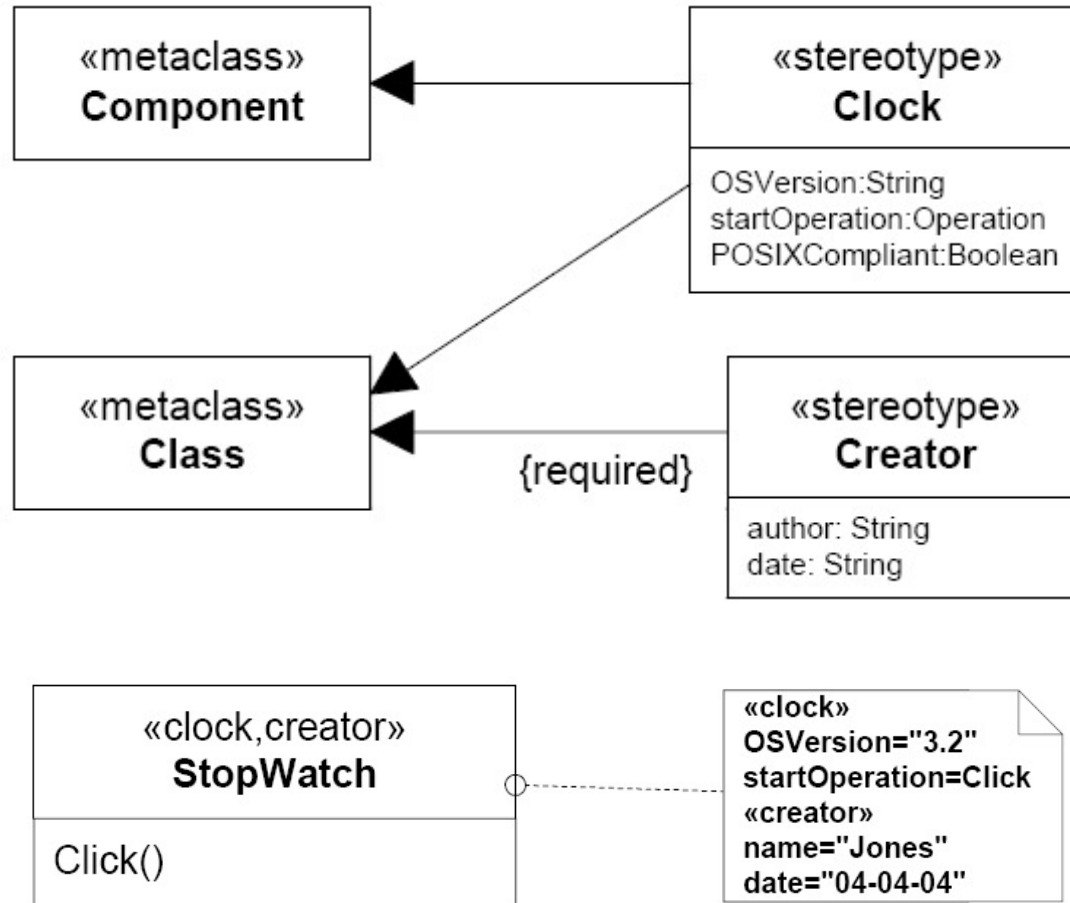 «metaclass»
Component
«stereotype»
Clock
OSVersion:String
startOperation:Operation
POSIXCompliant:Boolean
«metaclass»
Class
{required}
«stereotype»
Creator
author: String
date: String
«clock,creator»
StopWatch
Click()
«clock»
OSVersion="3.2"
startOperation=Click
«creator»
name="Jones"
date="04-04-04"